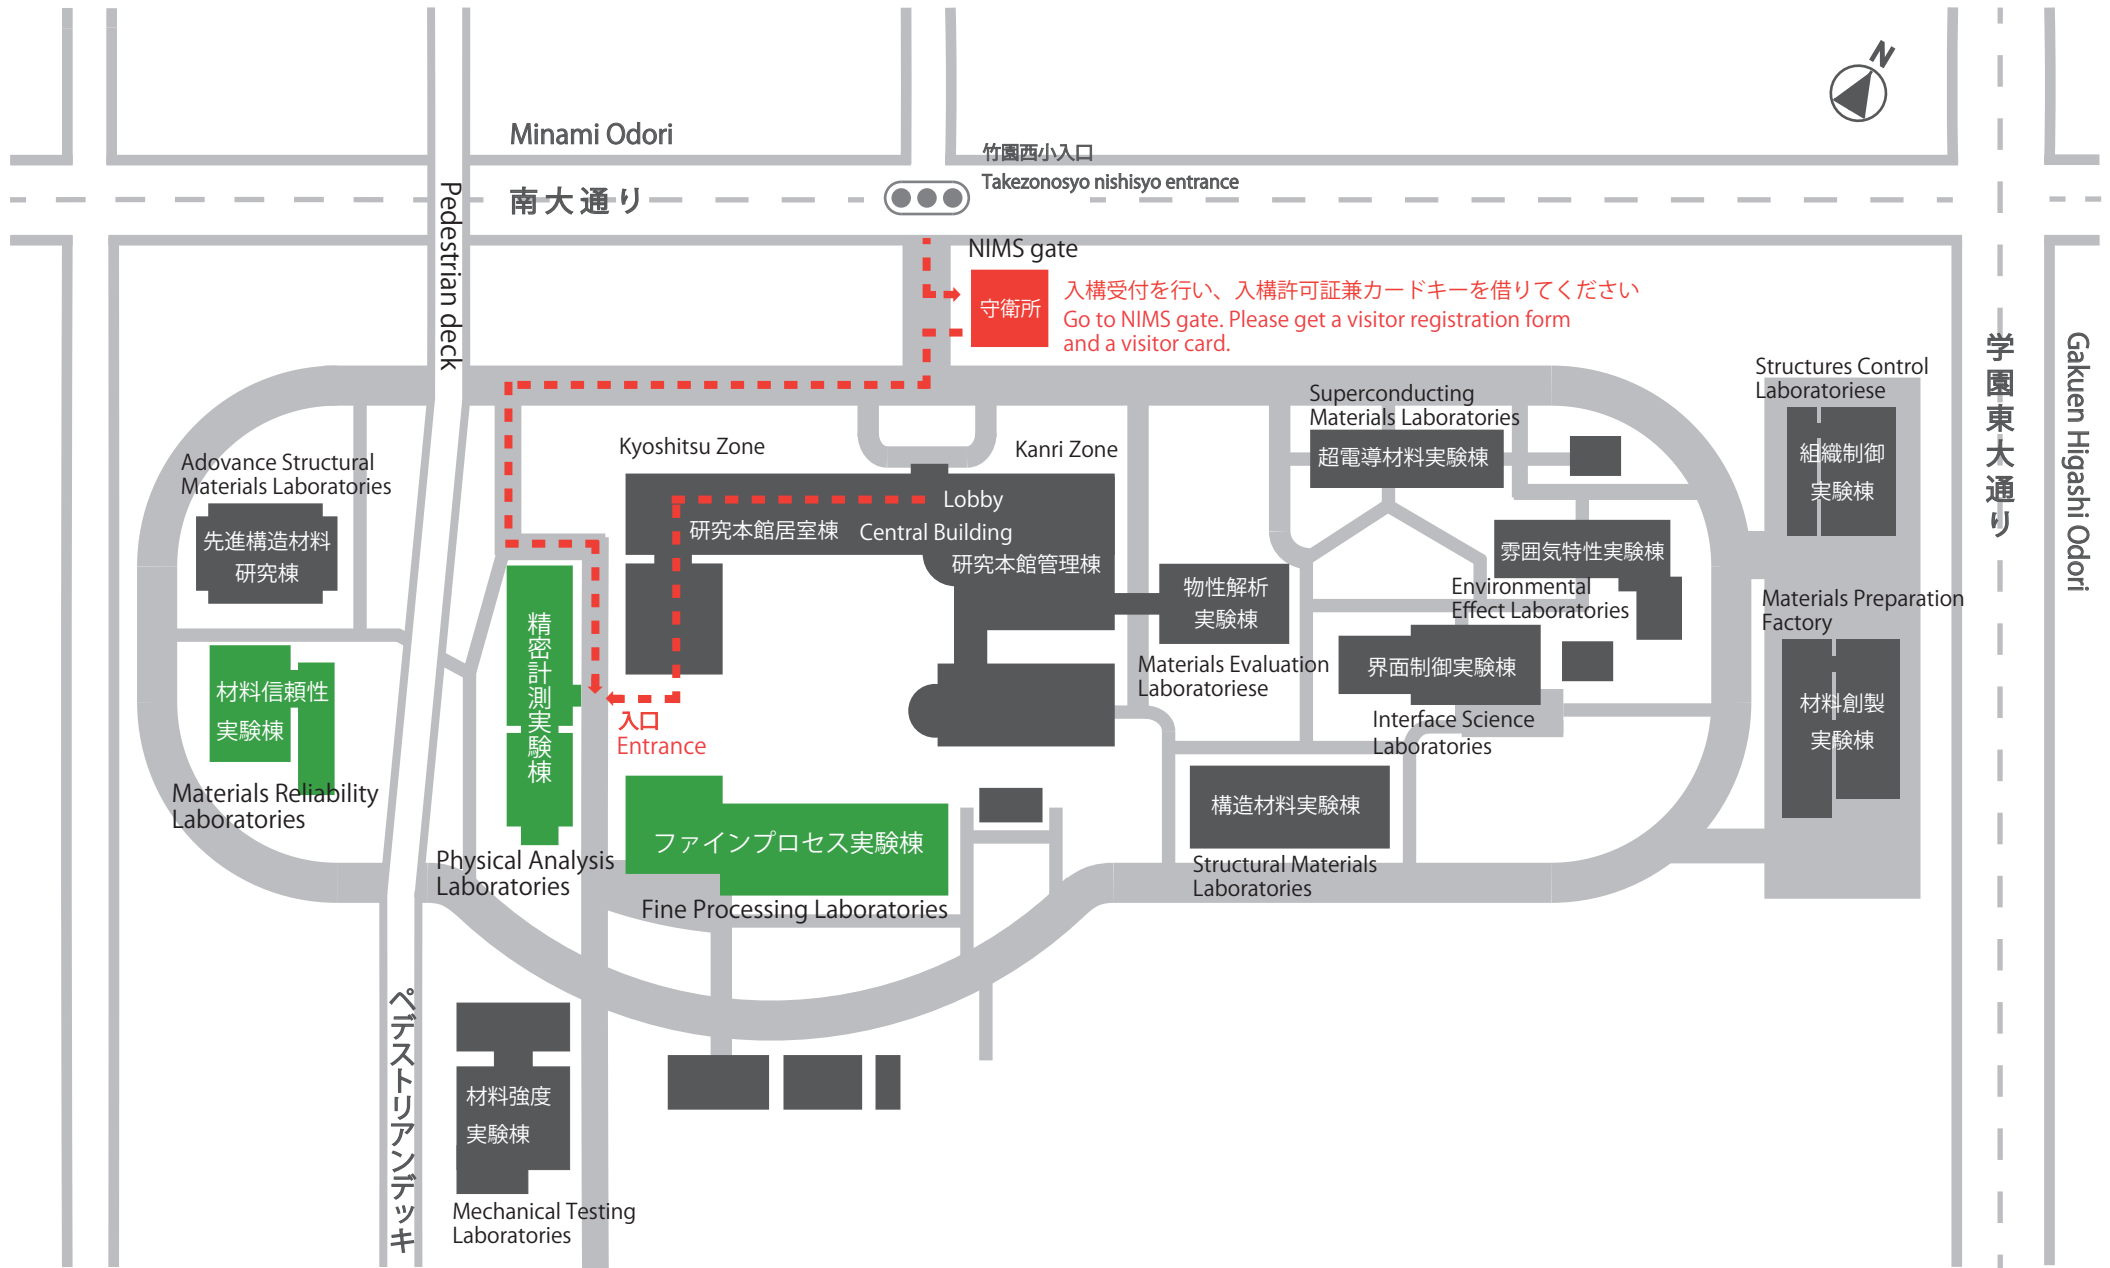 N
Minami Odori
南大通り
竹園西小入口
Takezonosyo nishisyo entrance
Pedestrian deck
NIMS gate
守衛所
入構受付を行い、入構許可証兼カードキーを借りてください
Go to NIMS gate. Please get a visitor registration form
and a visitor card.
学園東大通り
Gakuen Higashi Odori
Structures Control
Laboratoriese
組織制御
実験棟
Superconducting
Materials Laboratories
超電導材料実験棟
Kyoshitsu Zone
Kanri Zone
Adovance Structural
Materials Laboratories
先進構造材料
研究棟
Lobby
研究本館居室棟
Central Building
研究本館管理棟
雰囲気特性実験棟
Environmental
Effect Laboratories
物性解析
実験棟
Materials Evaluation
Laboratoriese
Materials Preparation
Factory
材料創製
実験棟
界面制御実験棟
Interface Science
Laboratories
精密計測実験棟
材料信頼性
実験棟
Materials Reliability
Laboratories
入口
Entrance
構造材料実験棟
Structural Materials
Laboratories
ファインプロセス実験棟
Fine Processing Laboratories
Physical Analysis
Laboratories
ペデストリアンデッキ
材料強度
実験棟
Mechanical Testing
Laboratories